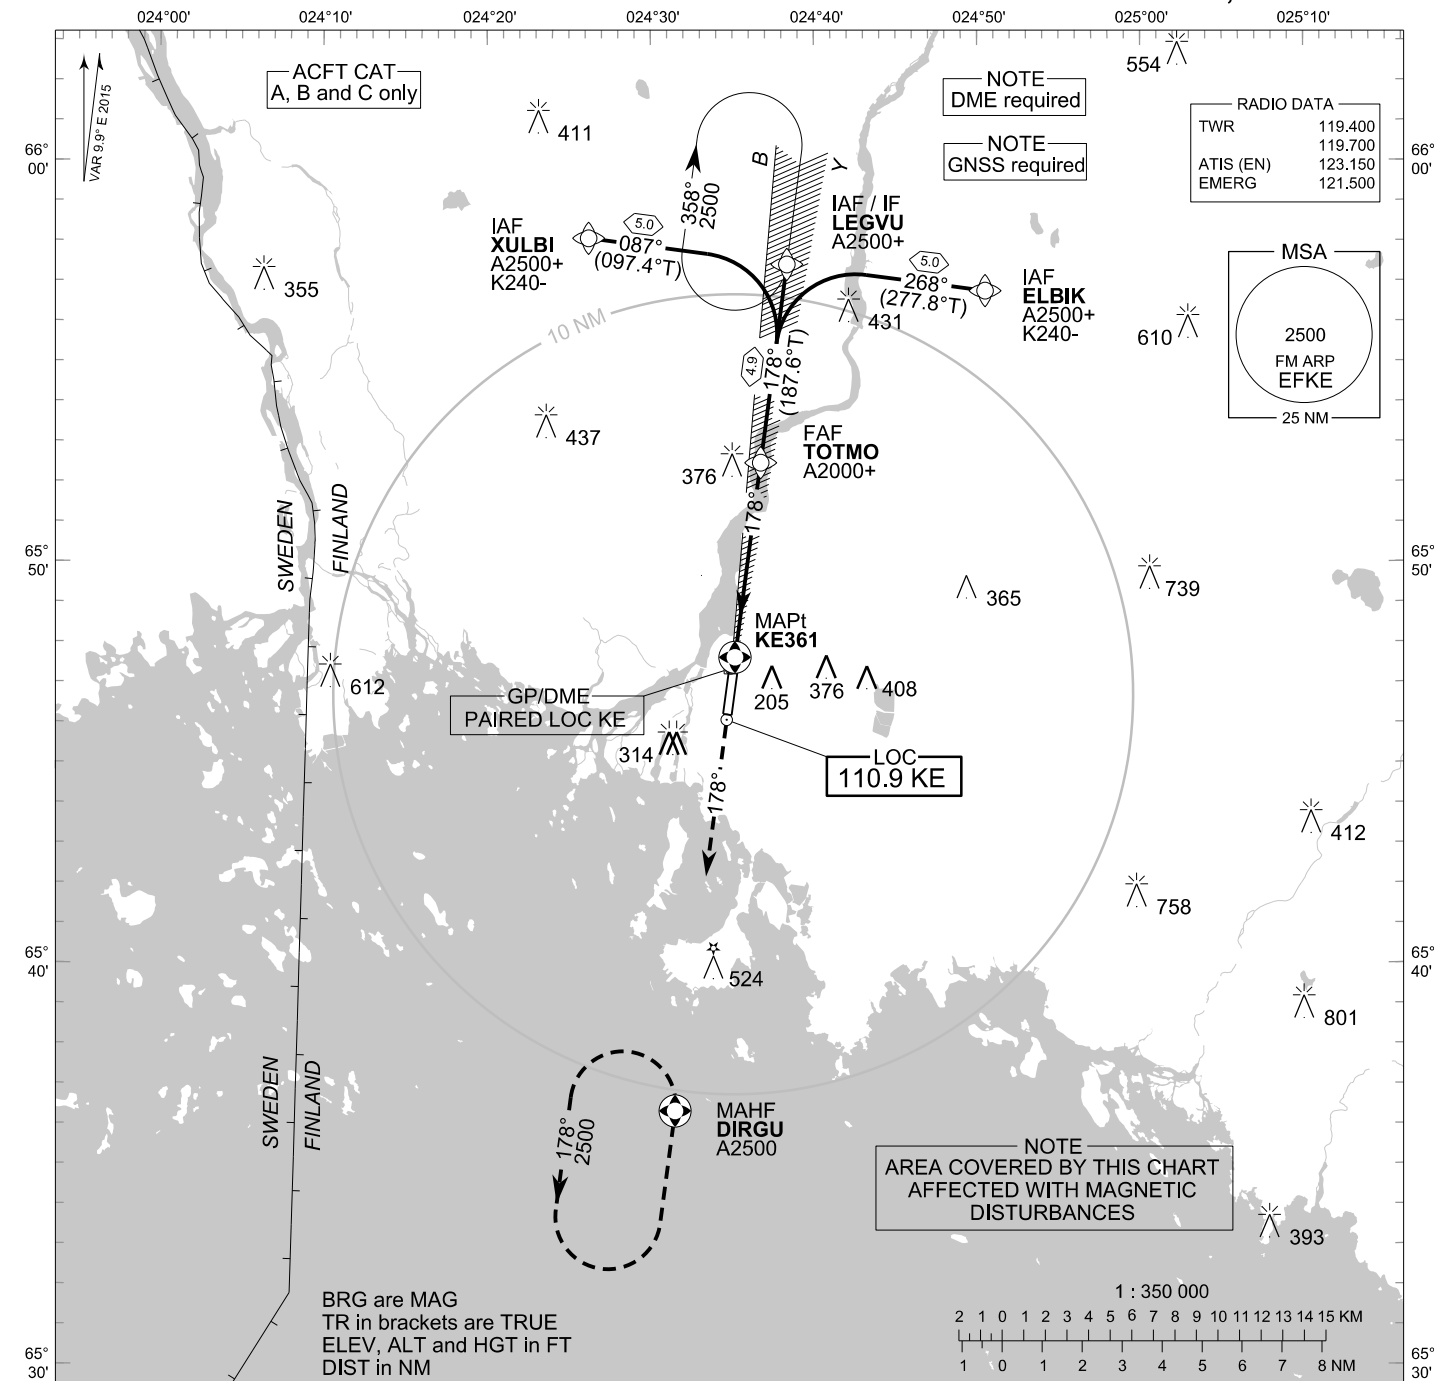 024°00'
024°10'
024°20'
024°30'
024°40'
024°50'
025°00'
025°10'
VAR 9.9° E 2015
ACFT CAT
A, B and C only
411
NOTE
DME required
NOTE
GNSS required
554
RADIO DATA
TWR 119.400
119.700
ATIS (EN) 123.150
EMERG 121.500
66°
00'
66°
00'
B
Y
358°
2500
IAF
XULBI
A2500+
K240-
5.0
087°
(097.4°T)
IAF / IF
LEGVU
A2500+
5.0
268°
(277.8°T)
IAF
ELBIK
A2500+
K240-
355
431
610
MSA
2500
FM ARP
EFKE
25 NM
10 NM
4.9
178°
(187.6°T)
437
376
FAF
TOTMO
A2000+
178°
SWEDEN
FINLAND
65°
50'
65°
50'
365
739
MAPt
KE361
205
376
408
612
GP/DME
PAIRED LOC KE
314
LOC
110.9 KE
178°
412
758
65°
40'
65°
40'
524
801
SWEDEN
FINLAND
178°
2500
MAHF
DIRGU
A2500
NOTE
AREA COVERED BY THIS CHART
AFFECTED WITH MAGNETIC
DISTURBANCES
393
BRG are MAG
TR in brackets are TRUE
ELEV, ALT and HGT in FT
DIST in NM
1 : 350 000
2 1 0 1 2 3 4 5 6 7 8 9 10 11 12 13 14 15 KM
1 0 1 2 3 4 5 6 7 8 NM
65°
30'
65°
30'